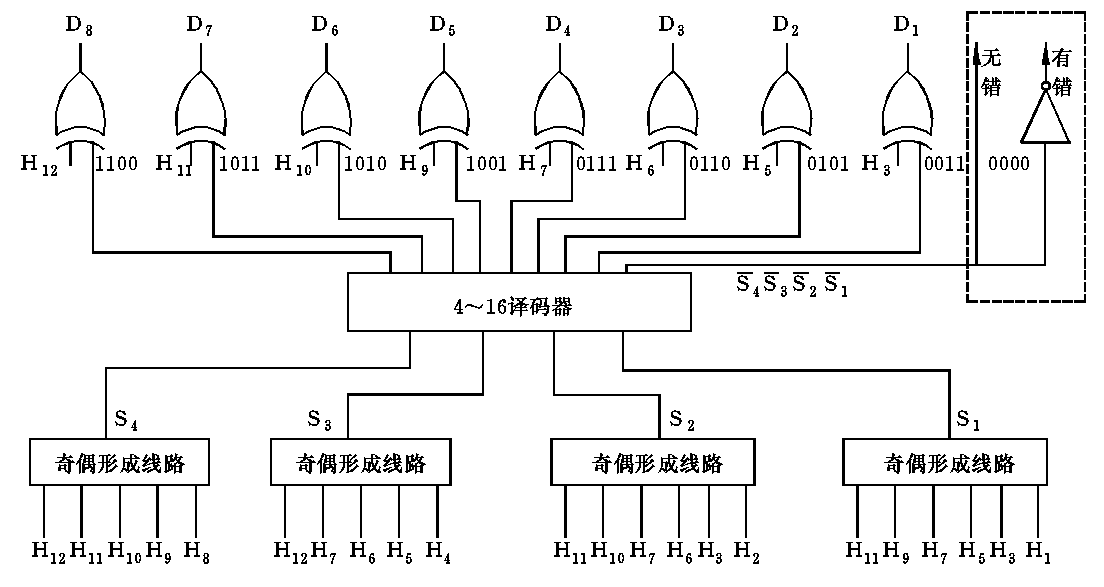 D₈ D₇ D₆ D₅ D₄ D₃ D₂ D₁
无错 有错
H₁₂ 1100 H₁₁ 1011 H₁₀ 1010 H₉ 1001 H₇ 0111 H₆ 0110 H₅ 0101 H₃ 0011 0000
S̅₄ S̅₃ S̅₂ S̅₁
4～16译码器
S₄ S₃ S₂ S₁
奇偶形成线路 奇偶形成线路 奇偶形成线路 奇偶形成线路
H₁₂ H₁₁ H₁₀ H₉ H₈ H₁₂ H₇ H₆ H₅ H₄ H₁₁ H₁₀ H₇ H₆ H₃ H₂ H₁₁ H₉ H₇ H₅ H₃ H₁